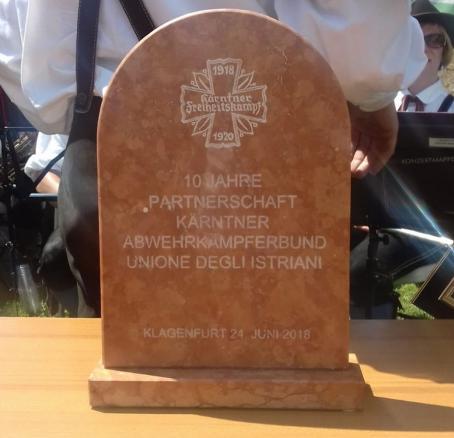 1918
Kärntner
Freiheitskampf
1920
10 JAHRE
PARTNERSCHAFT
KÄRNTNER
ABWEHRKÄMPFERBUND
UNIONE DEGLI ISTRIANI
KLAGENFURT 24. JUNI 2018